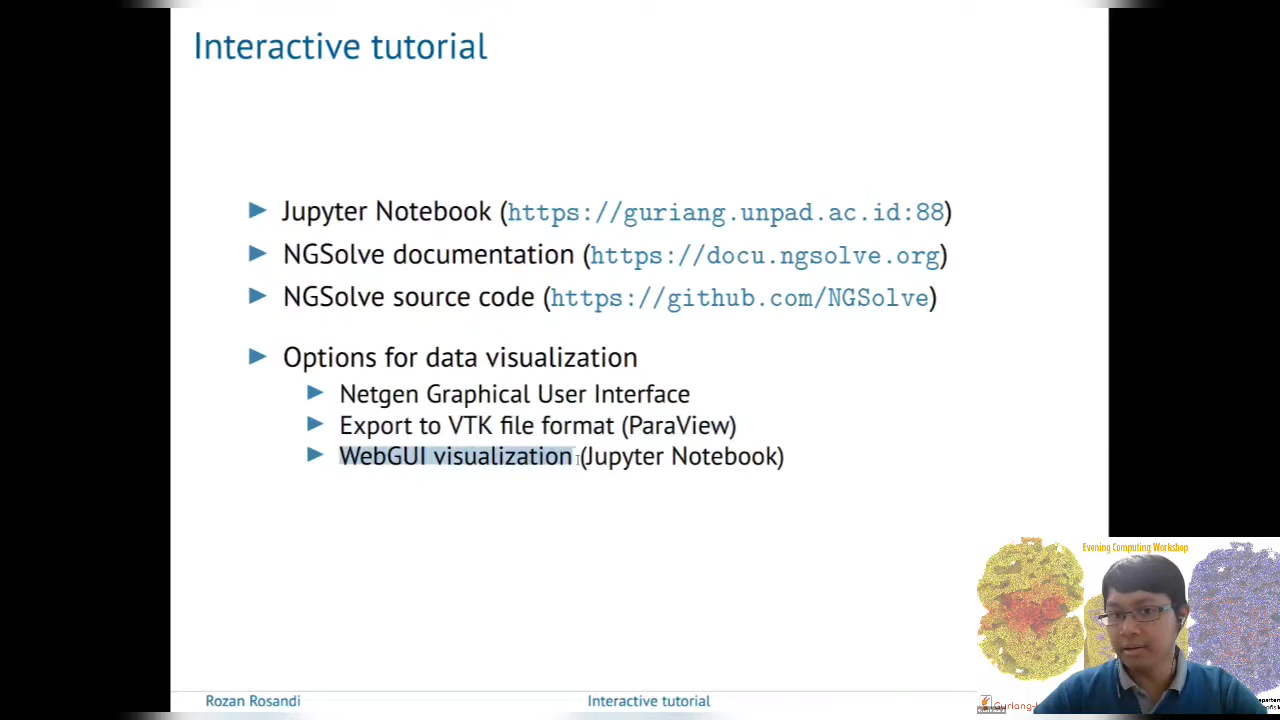 Interactive tutorial
Jupyter Notebook (https://guriang.unpad.ac.id:88)
NGSolve documentation (https://docu.ngsolve.org)
NGSolve source code (https://github.com/NGSolve)
Options for data visualization
Netgen Graphical User Interface
Export to VTK file format (ParaView)
WebGUI visualization (Jupyter Notebook)
Evening Computing Workshop
Rozan Rosandi
Interactive tutorial